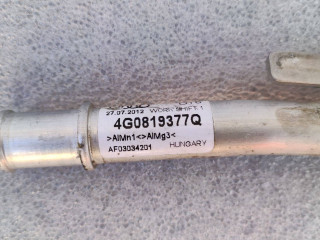 27.07.2012 WORK SHIFT: 1
4G0819377Q
>AlMn1<>AlMg3<
AF03034201 HUNGARY